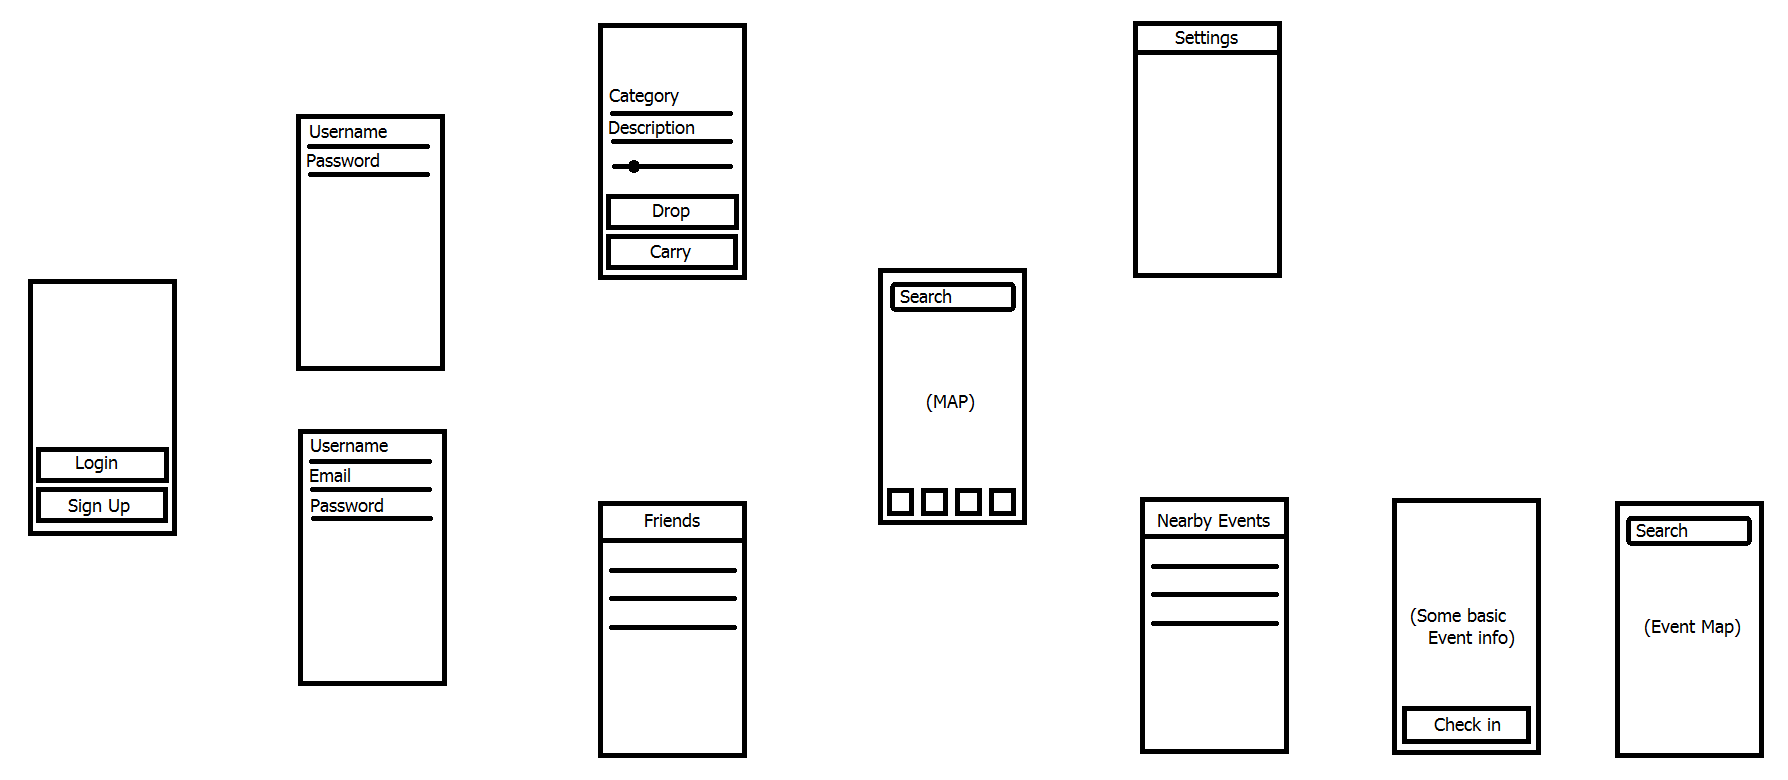 Login
Sign Up
Username
Password
Username
Email
Password
Category
Description
Drop
Carry
Friends
Search
(MAP)
Settings
Nearby Events
(Some basic
Event info)
Check in
Search
(Event Map)